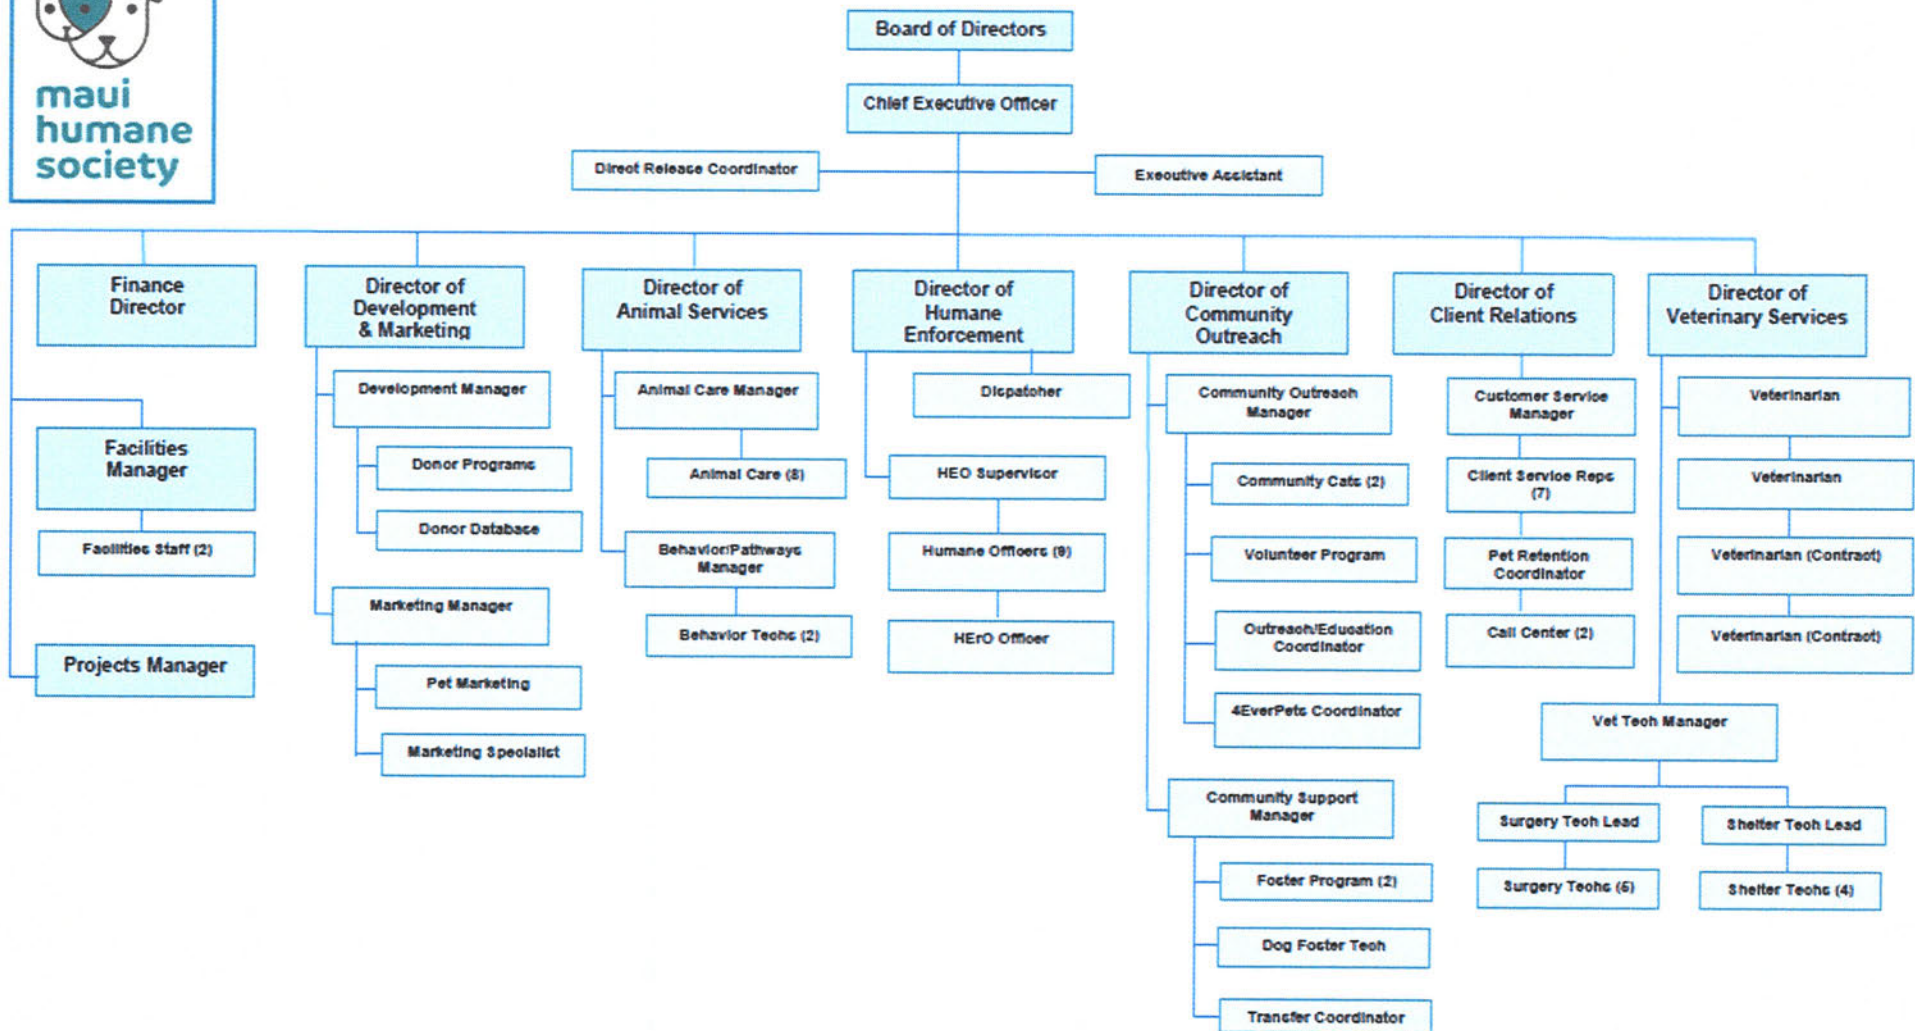 maui
humane
society
Board of Directors
Chief Executive Officer
Direct Release Coordinator
Executive Assistant
Finance
Director
Facilities
Manager
Facilities Staff (2)
Projects Manager
Director of
Development
& Marketing
Development Manager
Donor Programs
Donor Database
Marketing Manager
Pet Marketing
Marketing Specialist
Director of
Animal Services
Animal Care Manager
Animal Care (8)
Behavior/Pathways
Manager
Behavior Techs (2)
Director of
Humane
Enforcement
Dispatcher
HEO Supervisor
Humane Officers (9)
HErO Officer
Director of
Community
Outreach
Community Outreach
Manager
Community Cats (2)
Volunteer Program
Outreach/Education
Coordinator
4EverPets Coordinator
Community Support
Manager
Foster Program (2)
Dog Foster Tech
Transfer Coordinator
Director of
Client Relations
Customer Service
Manager
Client Service Reps
(7)
Pet Retention
Coordinator
Call Center (2)
Director of
Veterinary Services
Veterinarian
Veterinarian
Veterinarian (Contract)
Veterinarian (Contract)
Vet Tech Manager
Surgery Tech Lead
Surgery Techs (5)
Shelter Tech Lead
Shelter Techs (4)